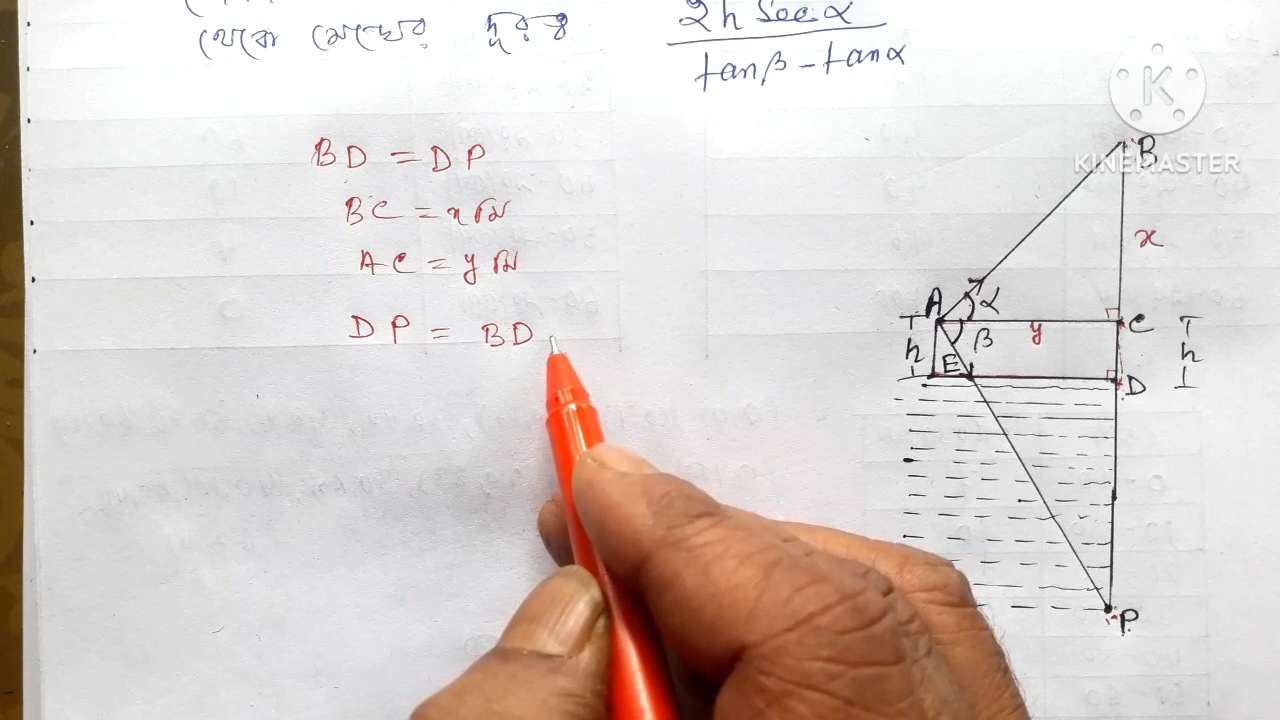 থেকে মেঘের দূরত্ব 2h Secα / tanβ - tanα
BD = DP
BC = x মি
AC = y মি
DP = BD
K
KINEMASTER
B
x
A α
C
h β y h
E
D
P